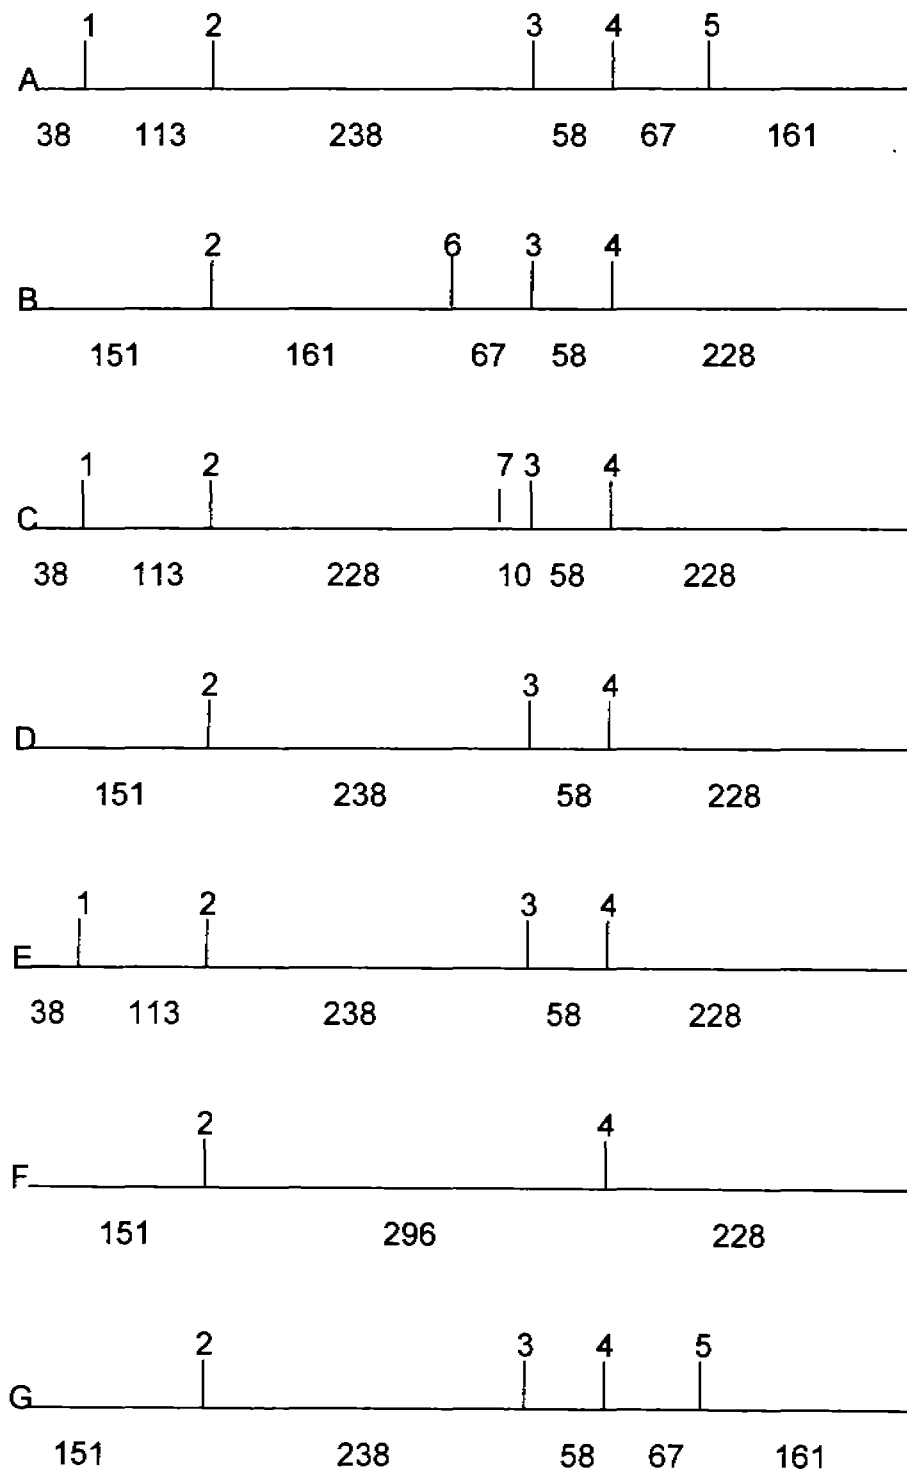 1 2 3 4 5
A
38 113 238 58 67 161
2 6 3 4
B
151 161 67 58 228
1 2 7 3 4
C
38 113 228 10 58 228
2 3 4
D
151 238 58 228
1 2 3 4
E
38 113 238 58 228
2 4
F
151 296 228
2 3 4 5
G
151 238 58 67 161